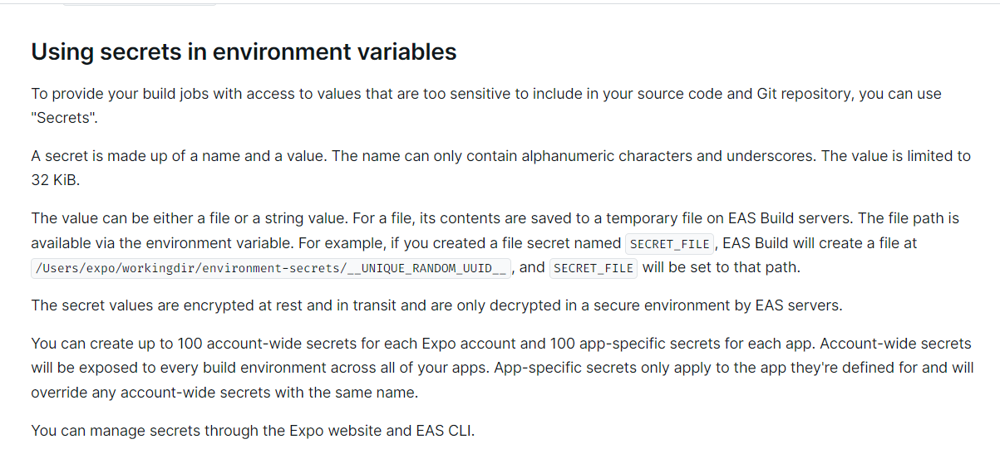 Using secrets in environment variables
To provide your build jobs with access to values that are too sensitive to include in your source code and Git repository, you can use
"Secrets".
A secret is made up of a name and a value. The name can only contain alphanumeric characters and underscores. The value is limited to
32 KiB.
The value can be either a file or a string value. For a file, its contents are saved to a temporary file on EAS Build servers. The file path is
available via the environment variable. For example, if you created a file secret named SECRET_FILE, EAS Build will create a file at
/Users/expo/workingdir/environment-secrets/__UNIQUE_RANDOM_UUID__, and SECRET_FILE will be set to that path.
The secret values are encrypted at rest and in transit and are only decrypted in a secure environment by EAS servers.
You can create up to 100 account-wide secrets for each Expo account and 100 app-specific secrets for each app. Account-wide secrets
will be exposed to every build environment across all of your apps. App-specific secrets only apply to the app they're defined for and will
override any account-wide secrets with the same name.
You can manage secrets through the Expo website and EAS CLI.